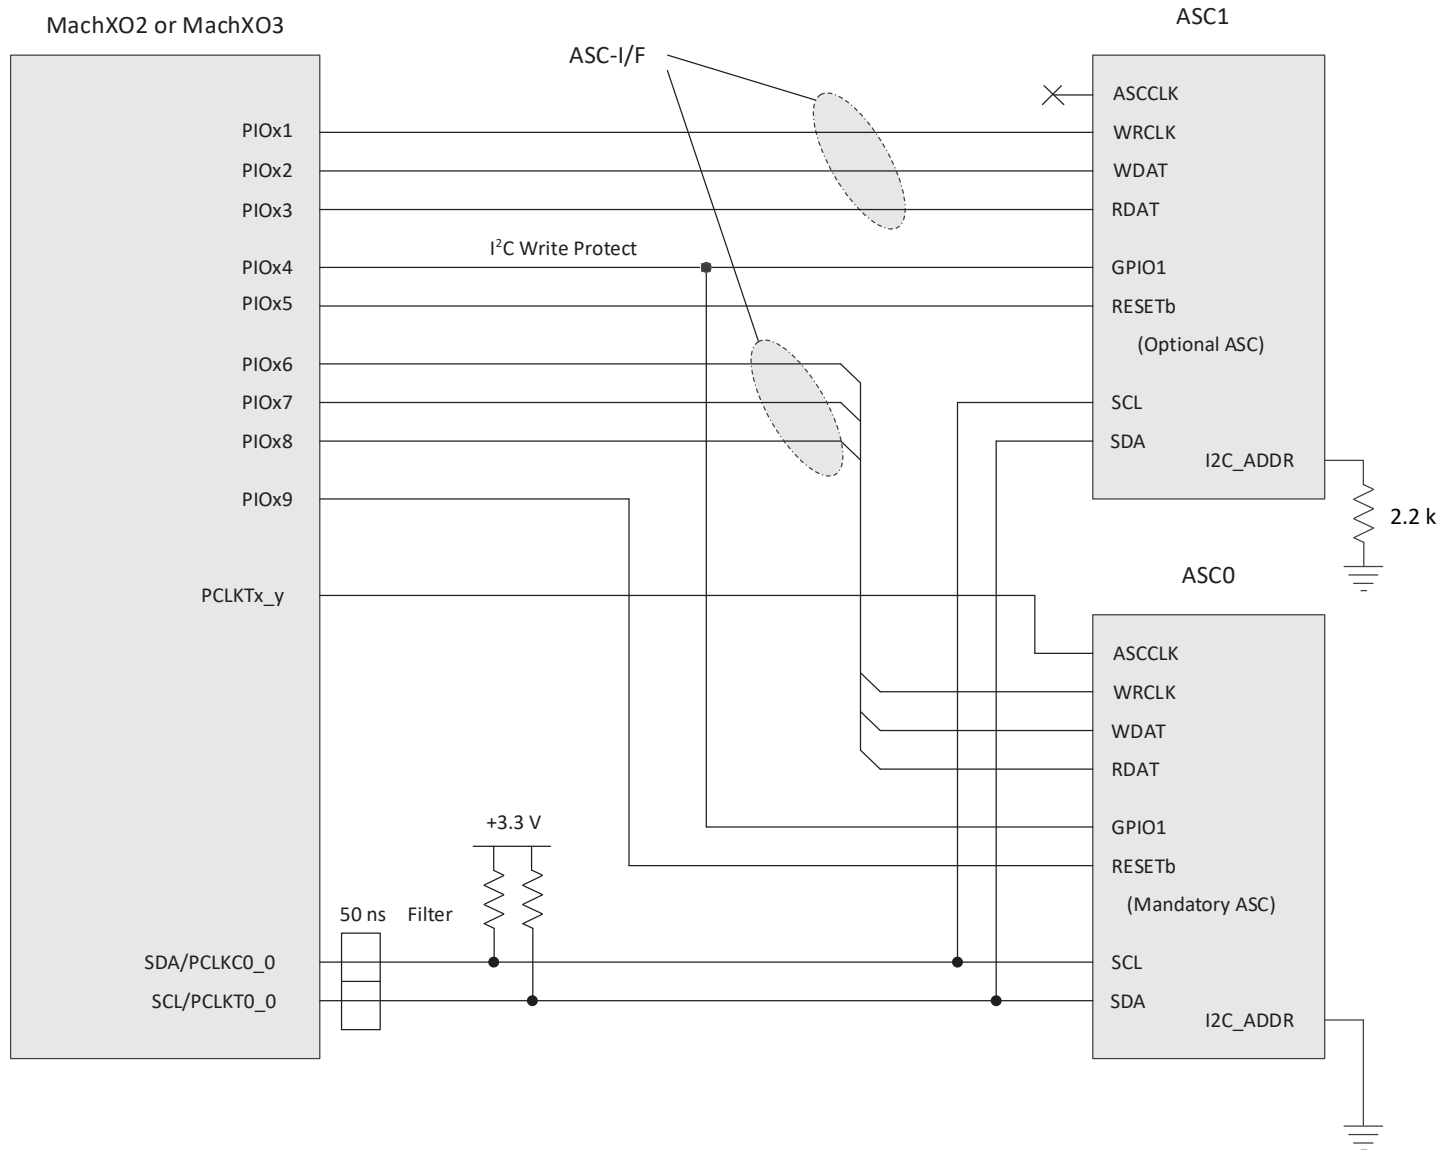 MachXO2 or MachXO3
ASC1
ASC-I/F
PIOx1
PIOx2
PIOx3
I²C Write Protect
PIOx4
PIOx5
PIOx6
PIOx7
PIOx8
PIOx9
PCLKTx_y
+3.3 V
50 ns Filter
SDA/PCLKC0_0
SCL/PCLKT0_0
ASCCLK
WRCLK
WDAT
RDAT
GPIO1
RESETb
(Optional ASC)
SCL
SDA
I2C_ADDR
2.2 k
ASC0
ASCCLK
WRCLK
WDAT
RDAT
GPIO1
RESETb
(Mandatory ASC)
SCL
SDA
I2C_ADDR